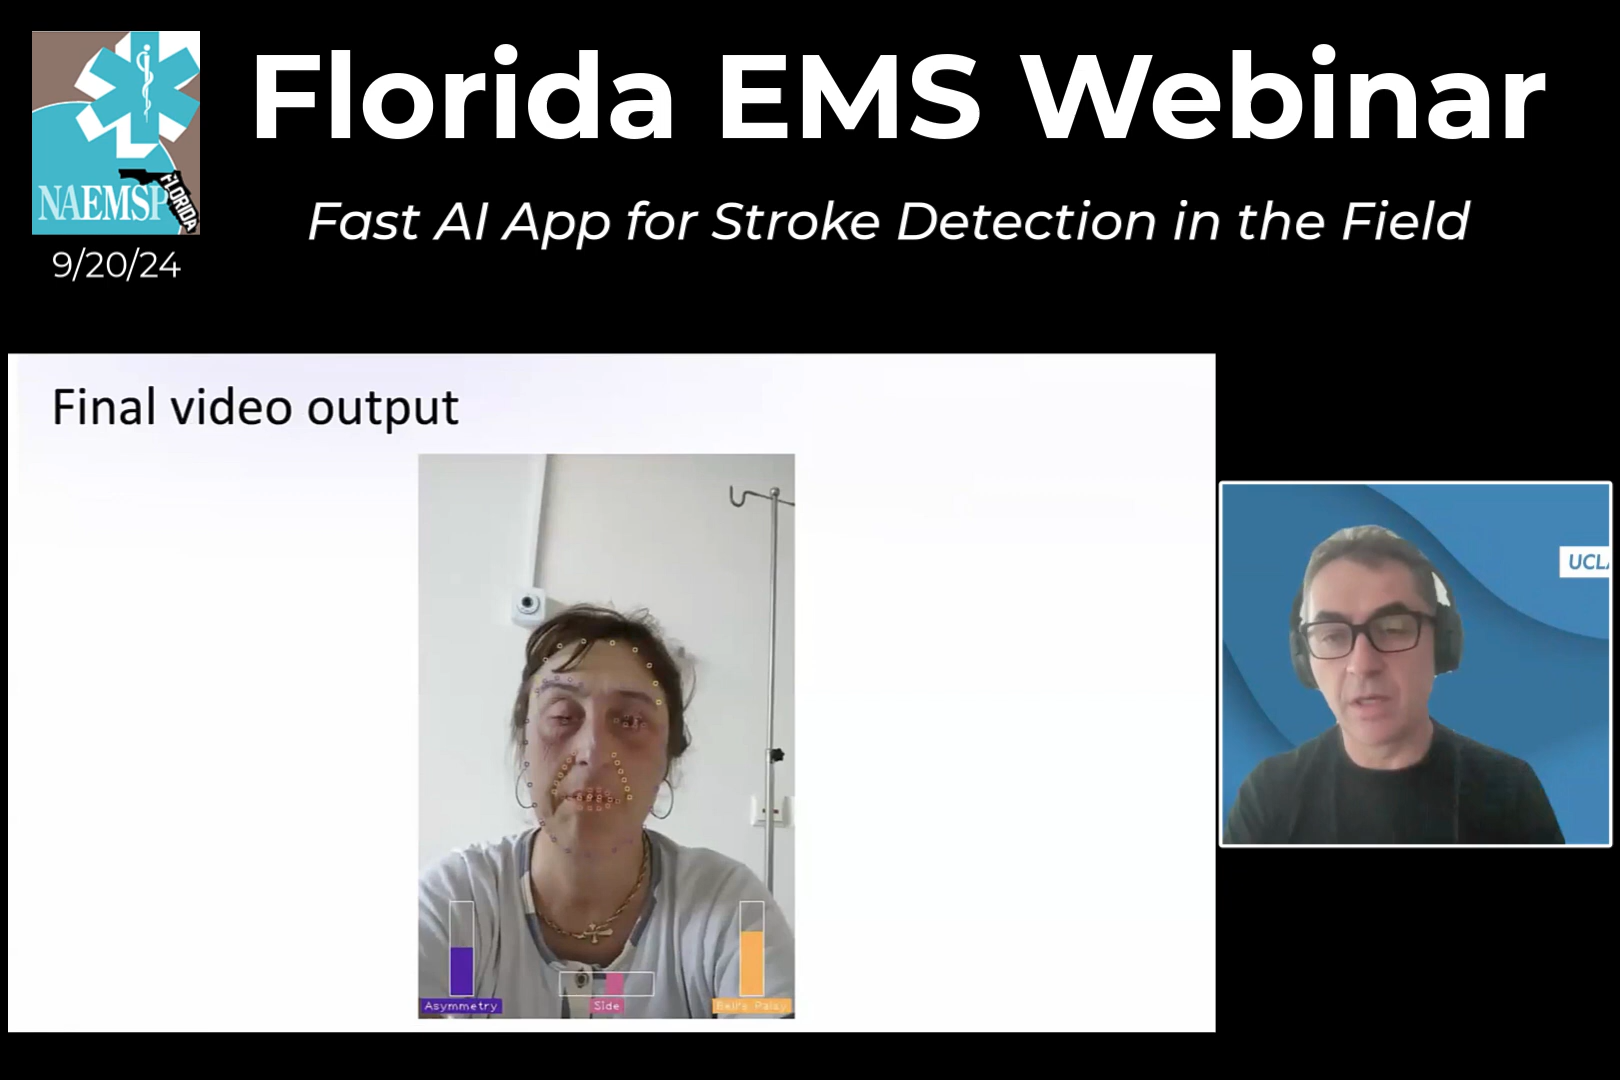 Florida EMS Webinar
NAEMSP
FLORIDA
9/20/24
Fast AI App for Stroke Detection in the Field
Final video output
UCLA
Asymmetry
Side
Bell's Palsy